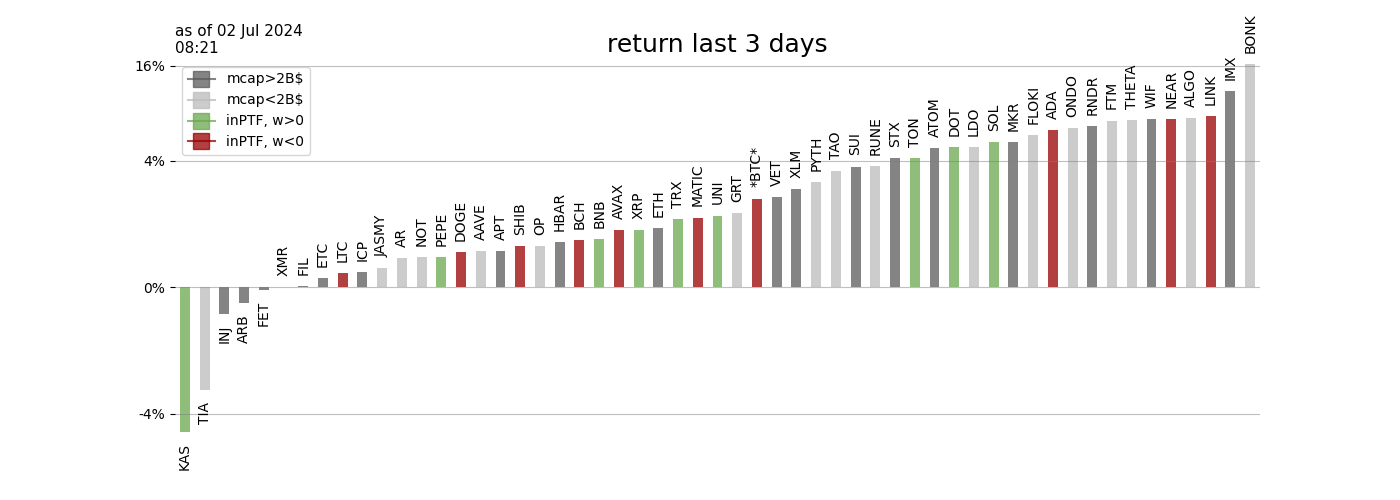 as of 02 Jul 2024
08:21
return last 3 days
16%
4%
0%
-4%
mcap>2B$
mcap<2B$
inPTF, w>0
inPTF, w<0
KAS
TIA
INJ
ARB
FET
XMR
FIL
ETC
LTC
ICP
JASMY
AR
NOT
PEPE
DOGE
AAVE
APT
SHIB
OP
HBAR
BCH
BNB
AVAX
XRP
ETH
TRX
MATIC
UNI
GRT
*BTC*
VET
XLM
PYTH
TAO
SUI
RUNE
STX
TON
ATOM
DOT
LDO
SOL
MKR
FLOKI
ADA
ONDO
RNDR
FTM
THETA
WIF
NEAR
ALGO
LINK
IMX
BONK